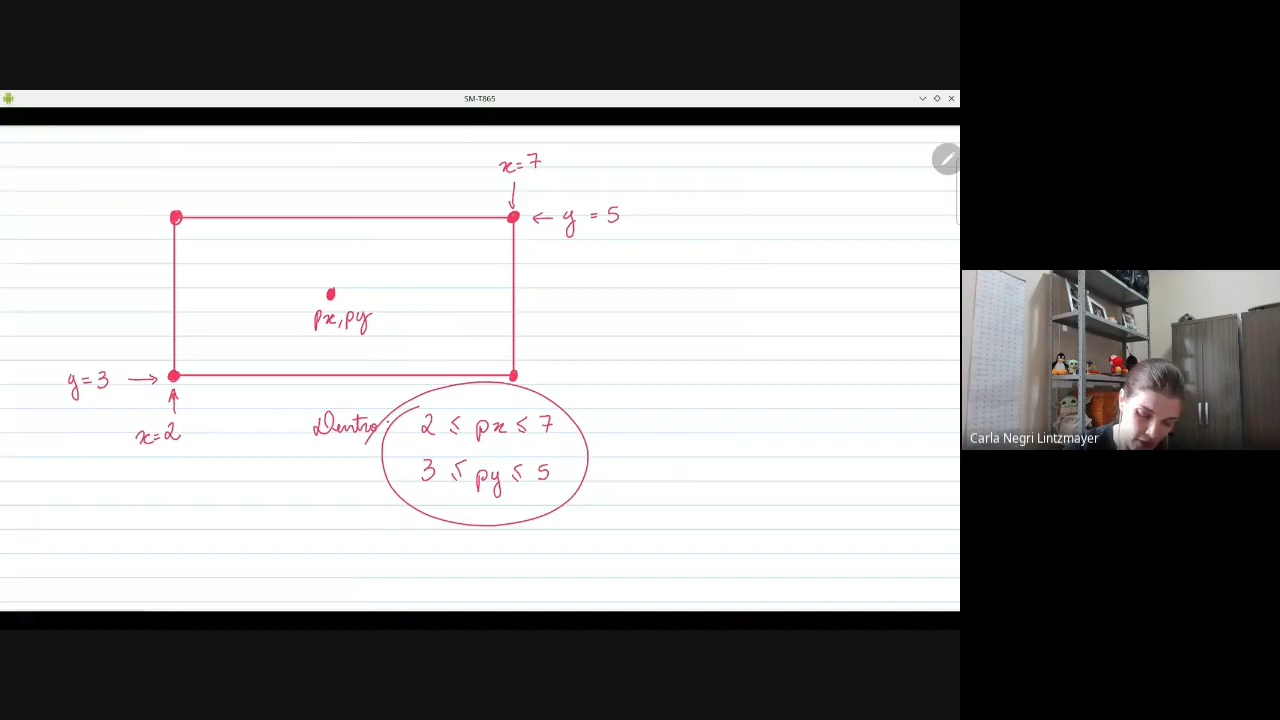 SM-T865
x=7
← y = 5
px,py
y=3 →
x=2
Dentro: 2 ≤ px ≤ 7
3 ≤ py ≤ 5
Carla Negri Lintzmayer